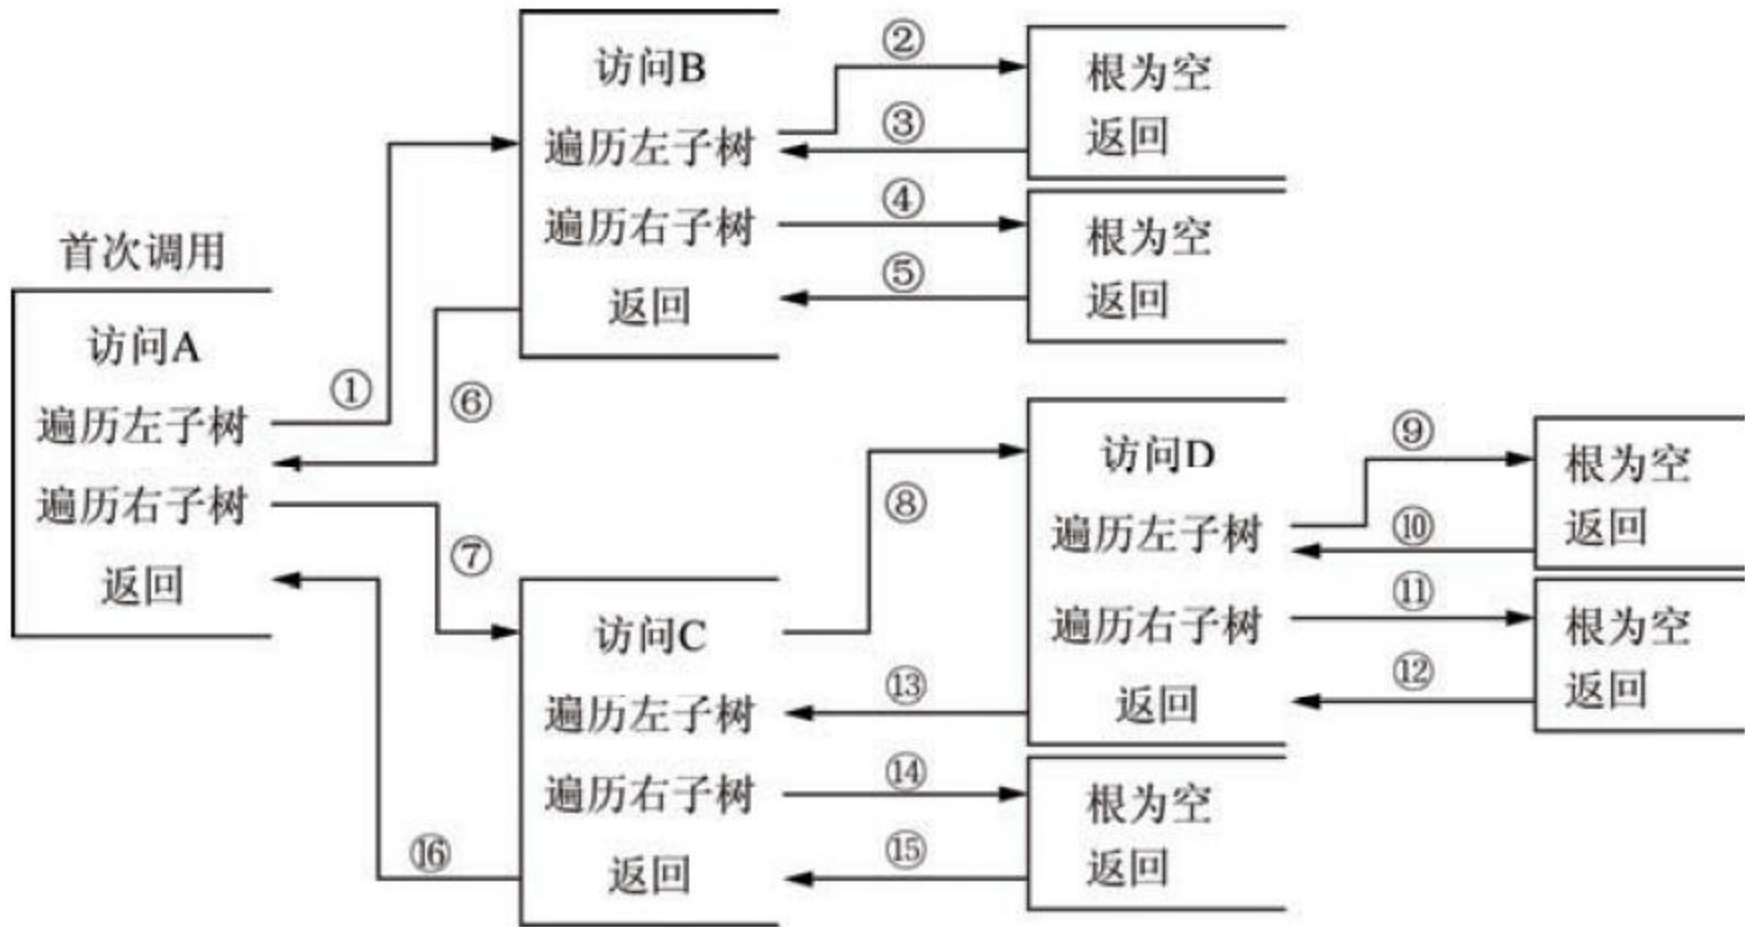 首次调用
访问A
遍历左子树
遍历右子树
返回
①
⑥
⑦
⑯
访问B
遍历左子树
遍历右子树
返回
②
③
④
⑤
根为空
返回
根为空
返回
访问C
遍历左子树
遍历右子树
返回
⑧
⑬
⑭
⑮
访问D
遍历左子树
遍历右子树
返回
⑨
⑩
⑪
⑫
根为空
返回
根为空
返回
根为空
返回